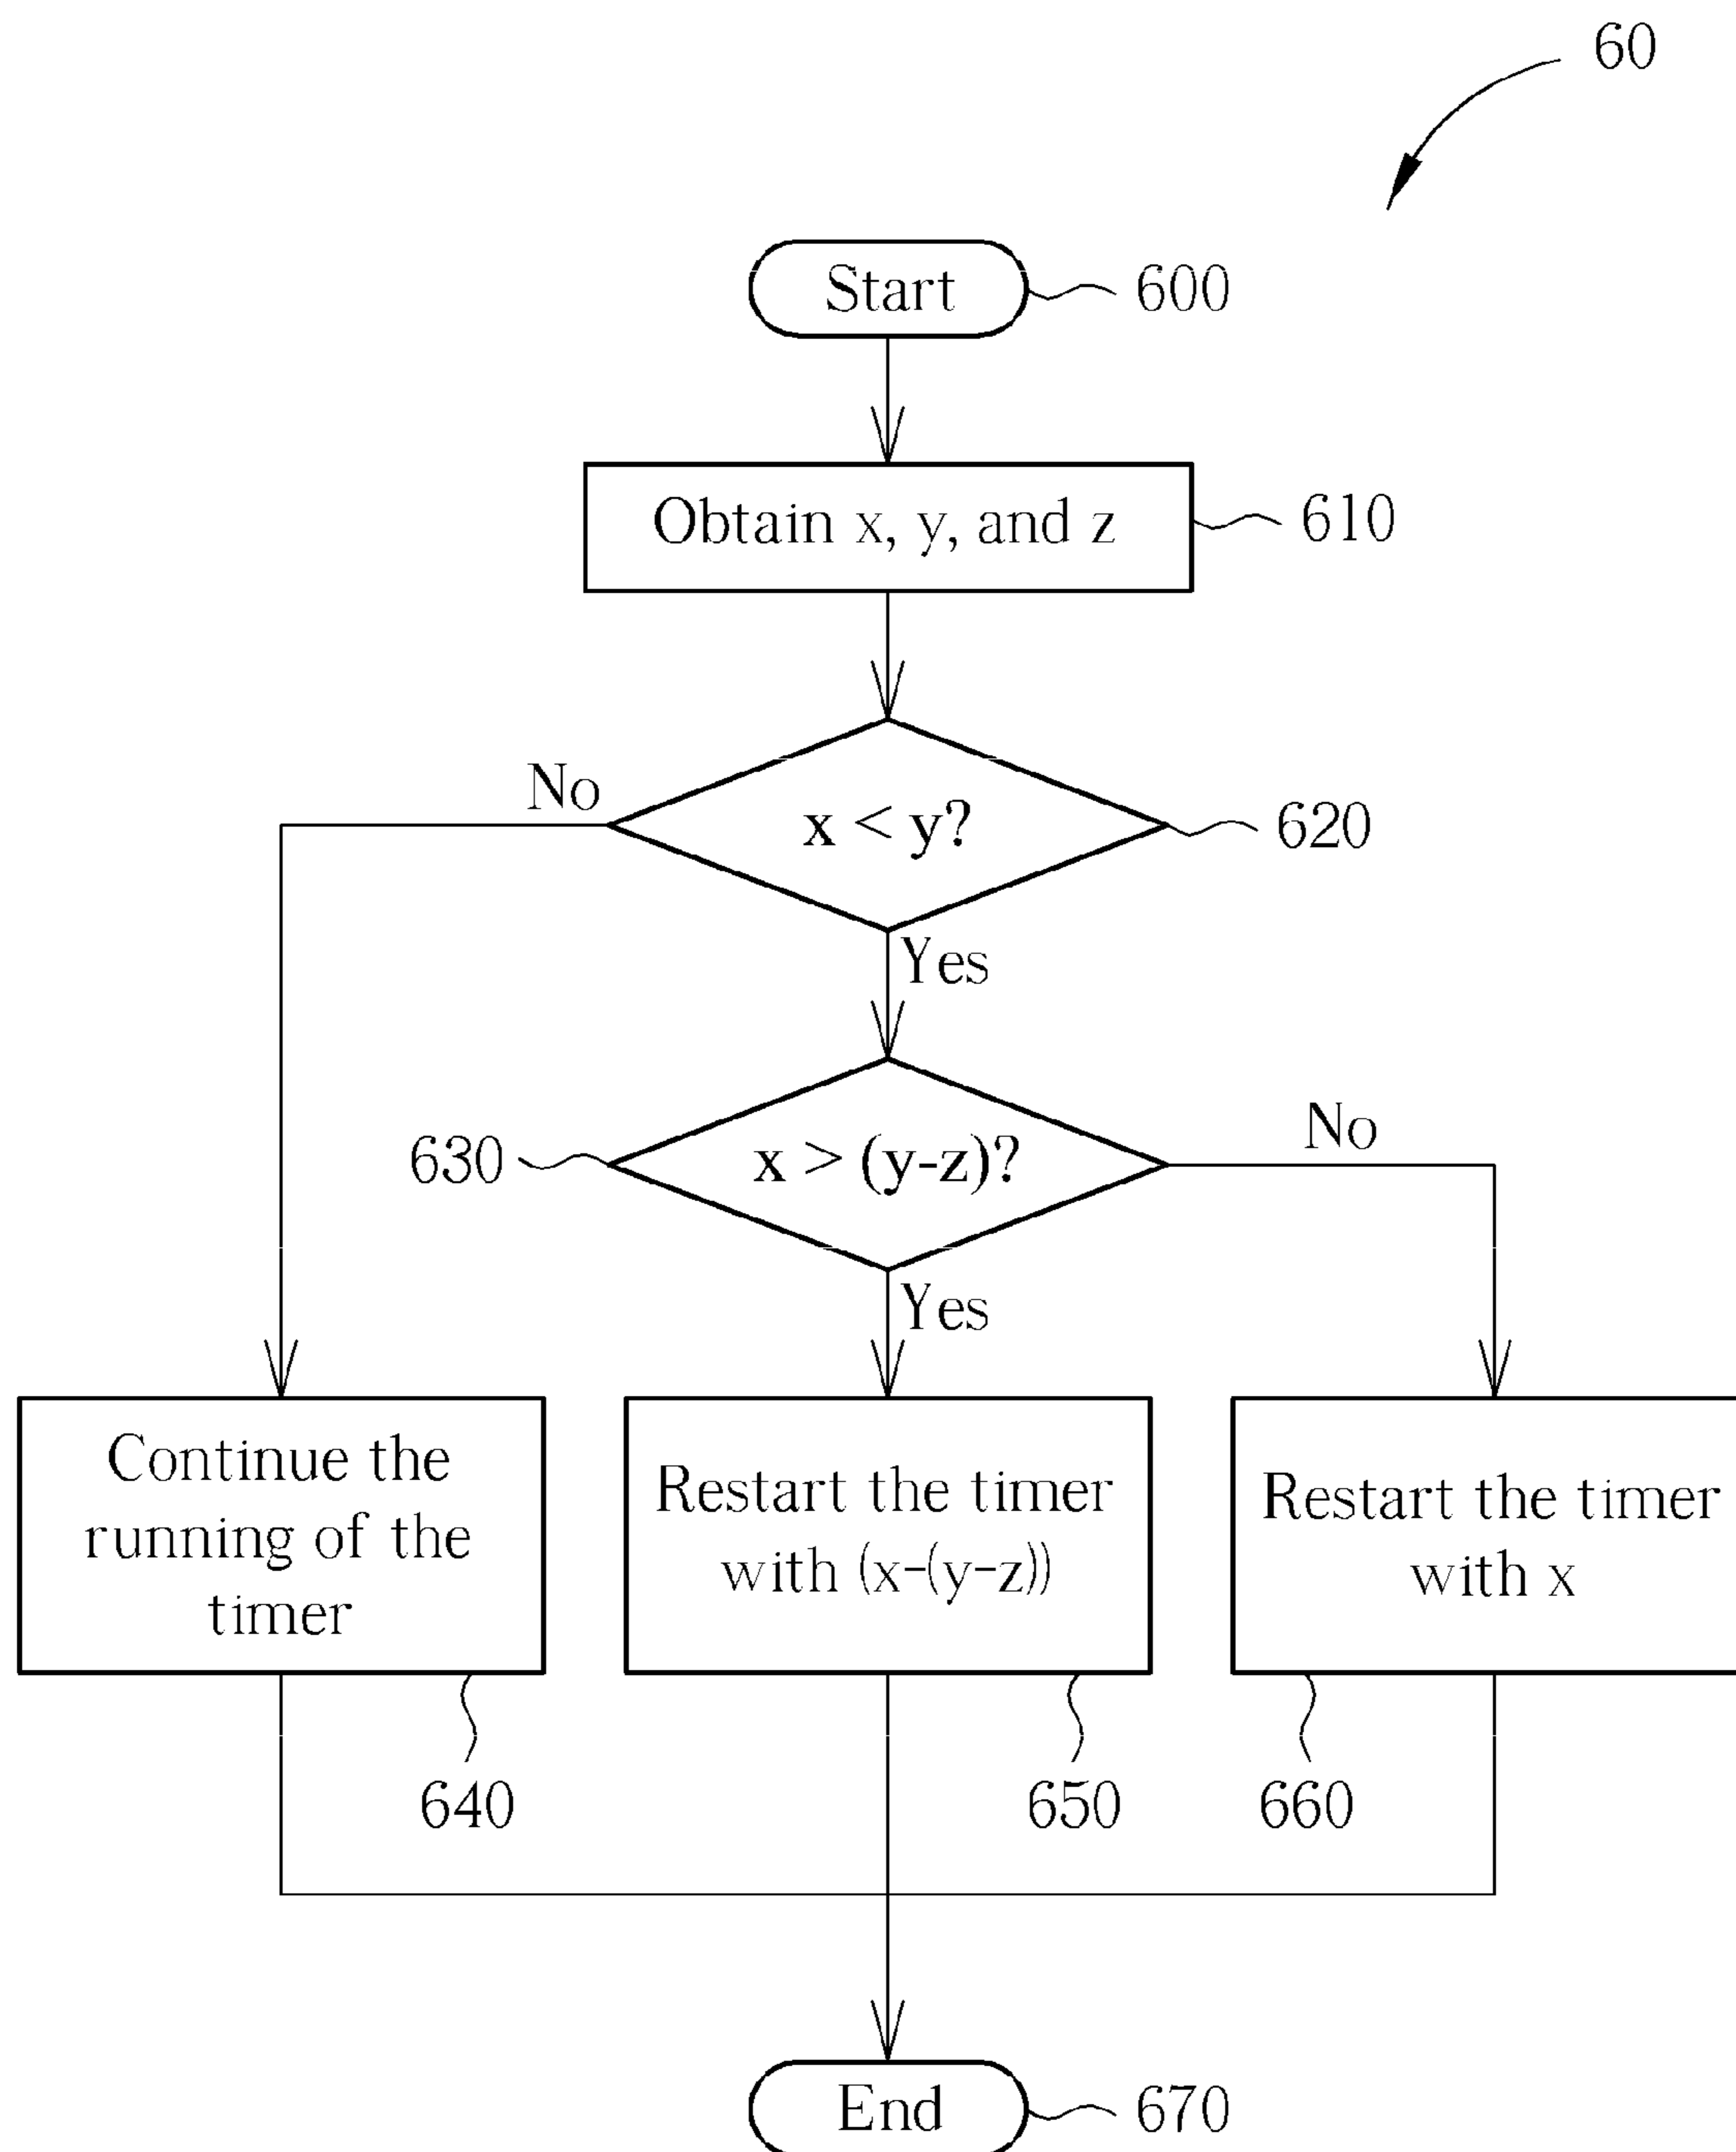 60
Start
600
Obtain x, y, and z
610
No
x < y?
620
Yes
630
x > (y-z)?
No
Yes
Continue the
running of the
timer
Restart the timer
with (x-(y-z))
Restart the timer
with x
640
650
660
End
670